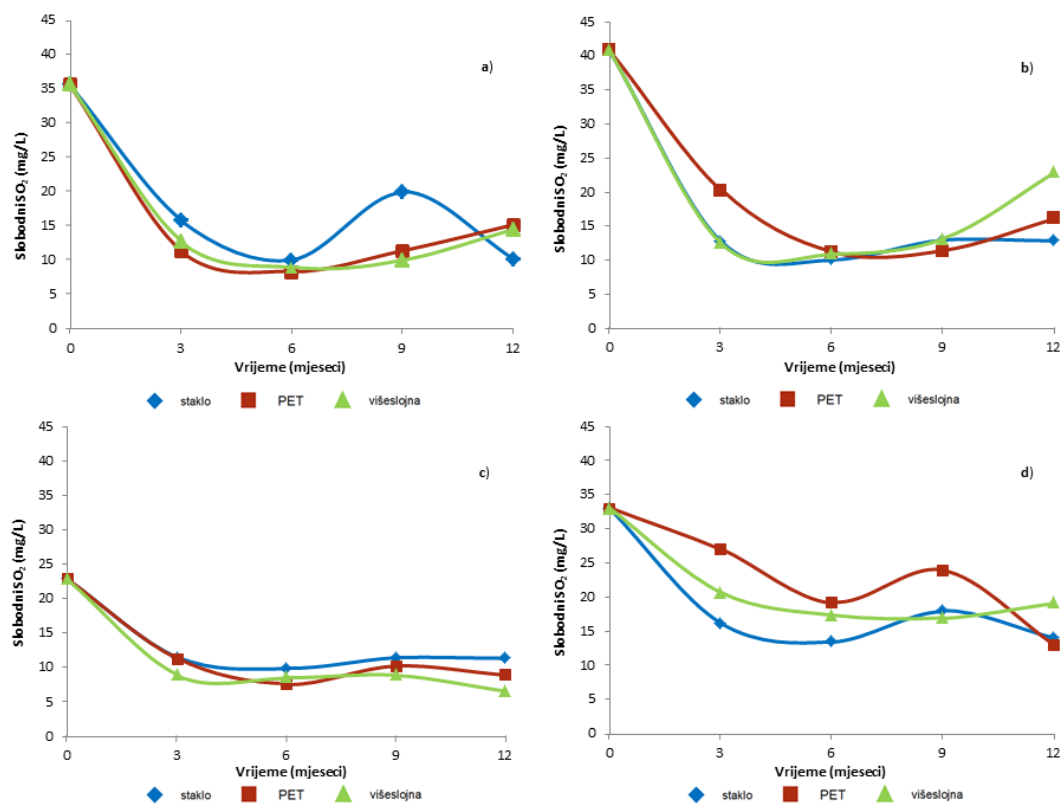 a)
SlobodniSO₂ (mg/L)
45
40
35
30
25
20
15
10
5
0
0 3 6 9 12
Vrijeme (mjeseci)
staklo PET višeslojna
b)
SlobodniSO₂ (mg/L)
45
40
35
30
25
20
15
10
5
0
0 3 6 9 12
Vrijeme (mjeseci)
staklo PET višeslojna
c)
SlobodniSO₂ (mg/L)
45
40
35
30
25
20
15
10
5
0
0 3 6 9 12
Vrijeme (mjeseci)
staklo PET višeslojna
d)
SlobodniSO₂ (mg/L)
45
40
35
30
25
20
15
10
5
0
0 3 6 9 12
Vrijeme (mjeseci)
staklo PET višeslojna